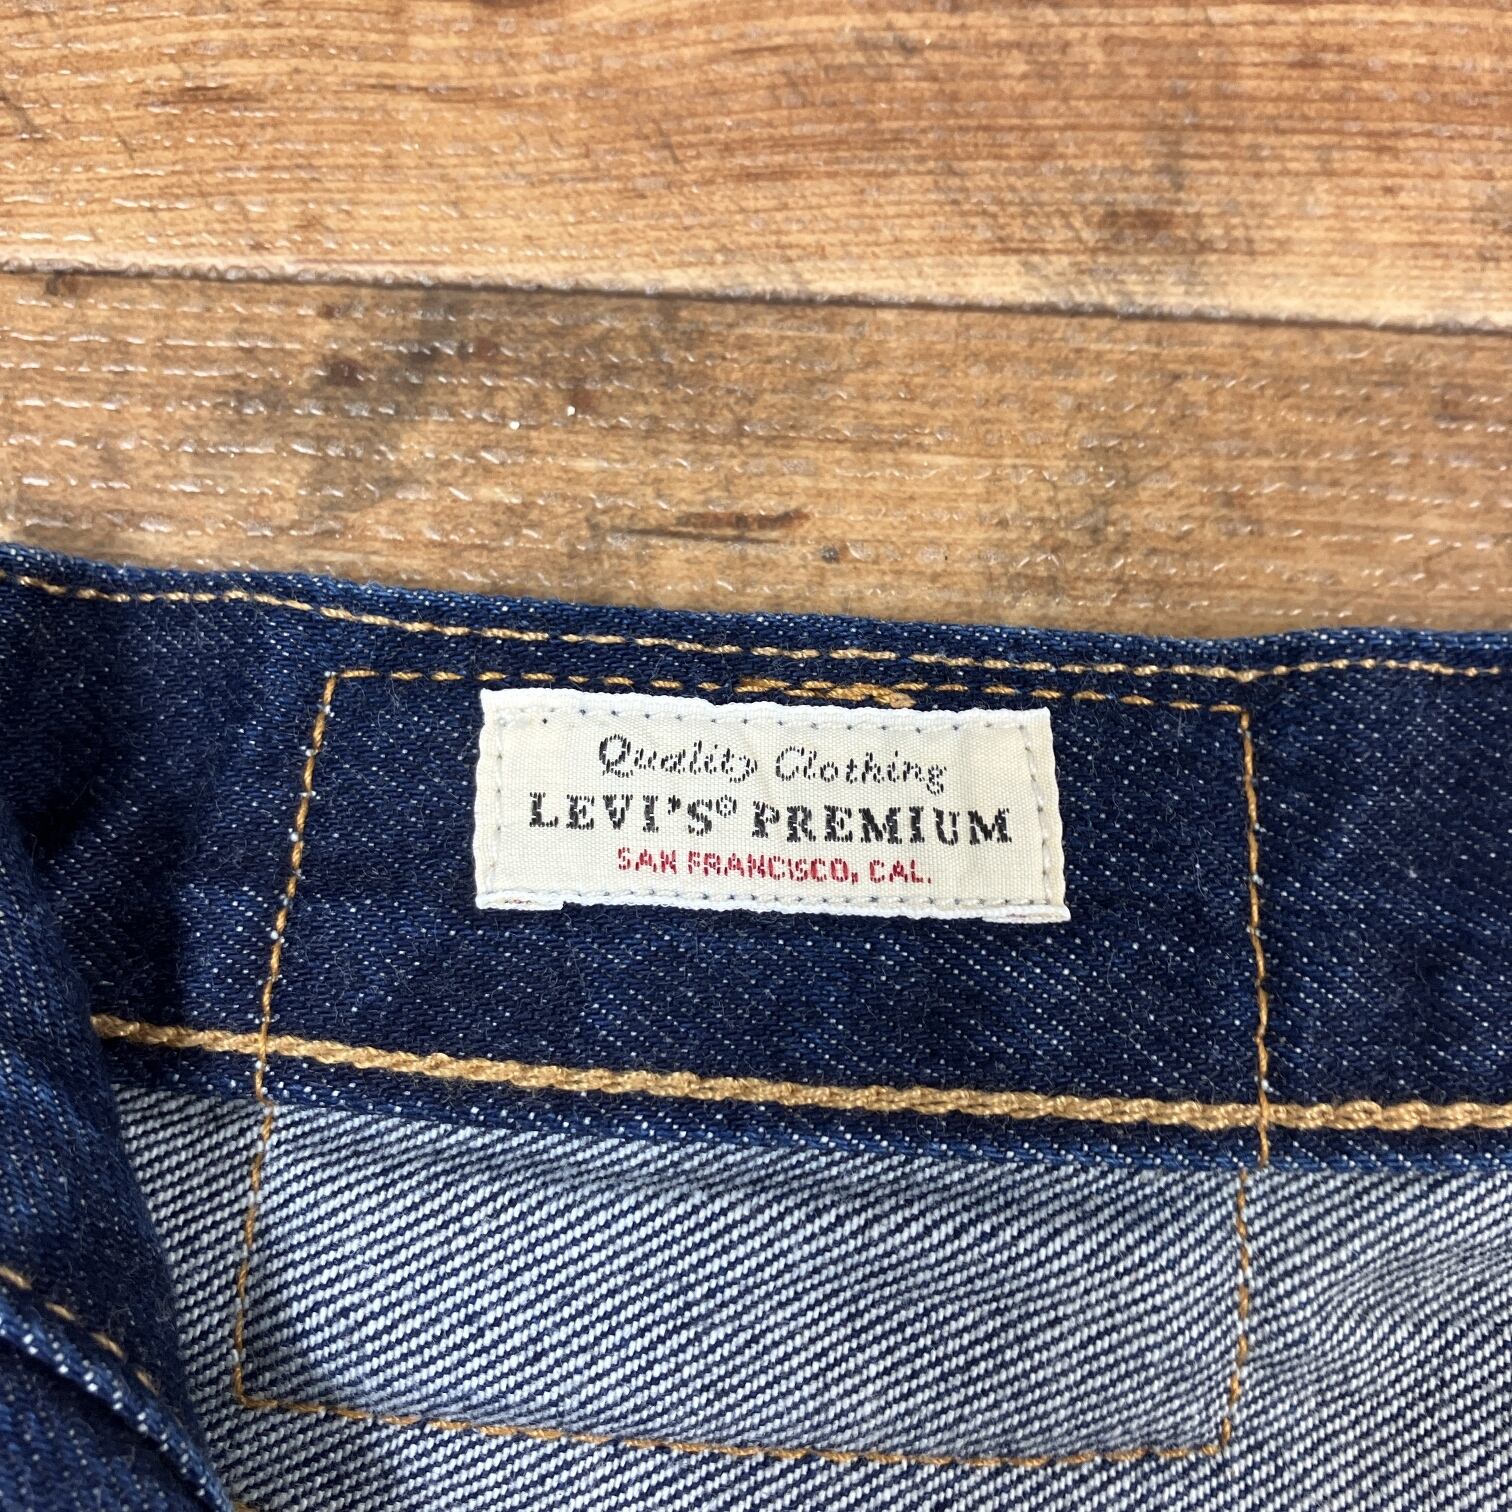 Quality Clothing
LEVI'S® PREMIUM
SAN FRANCISCO, CAL.